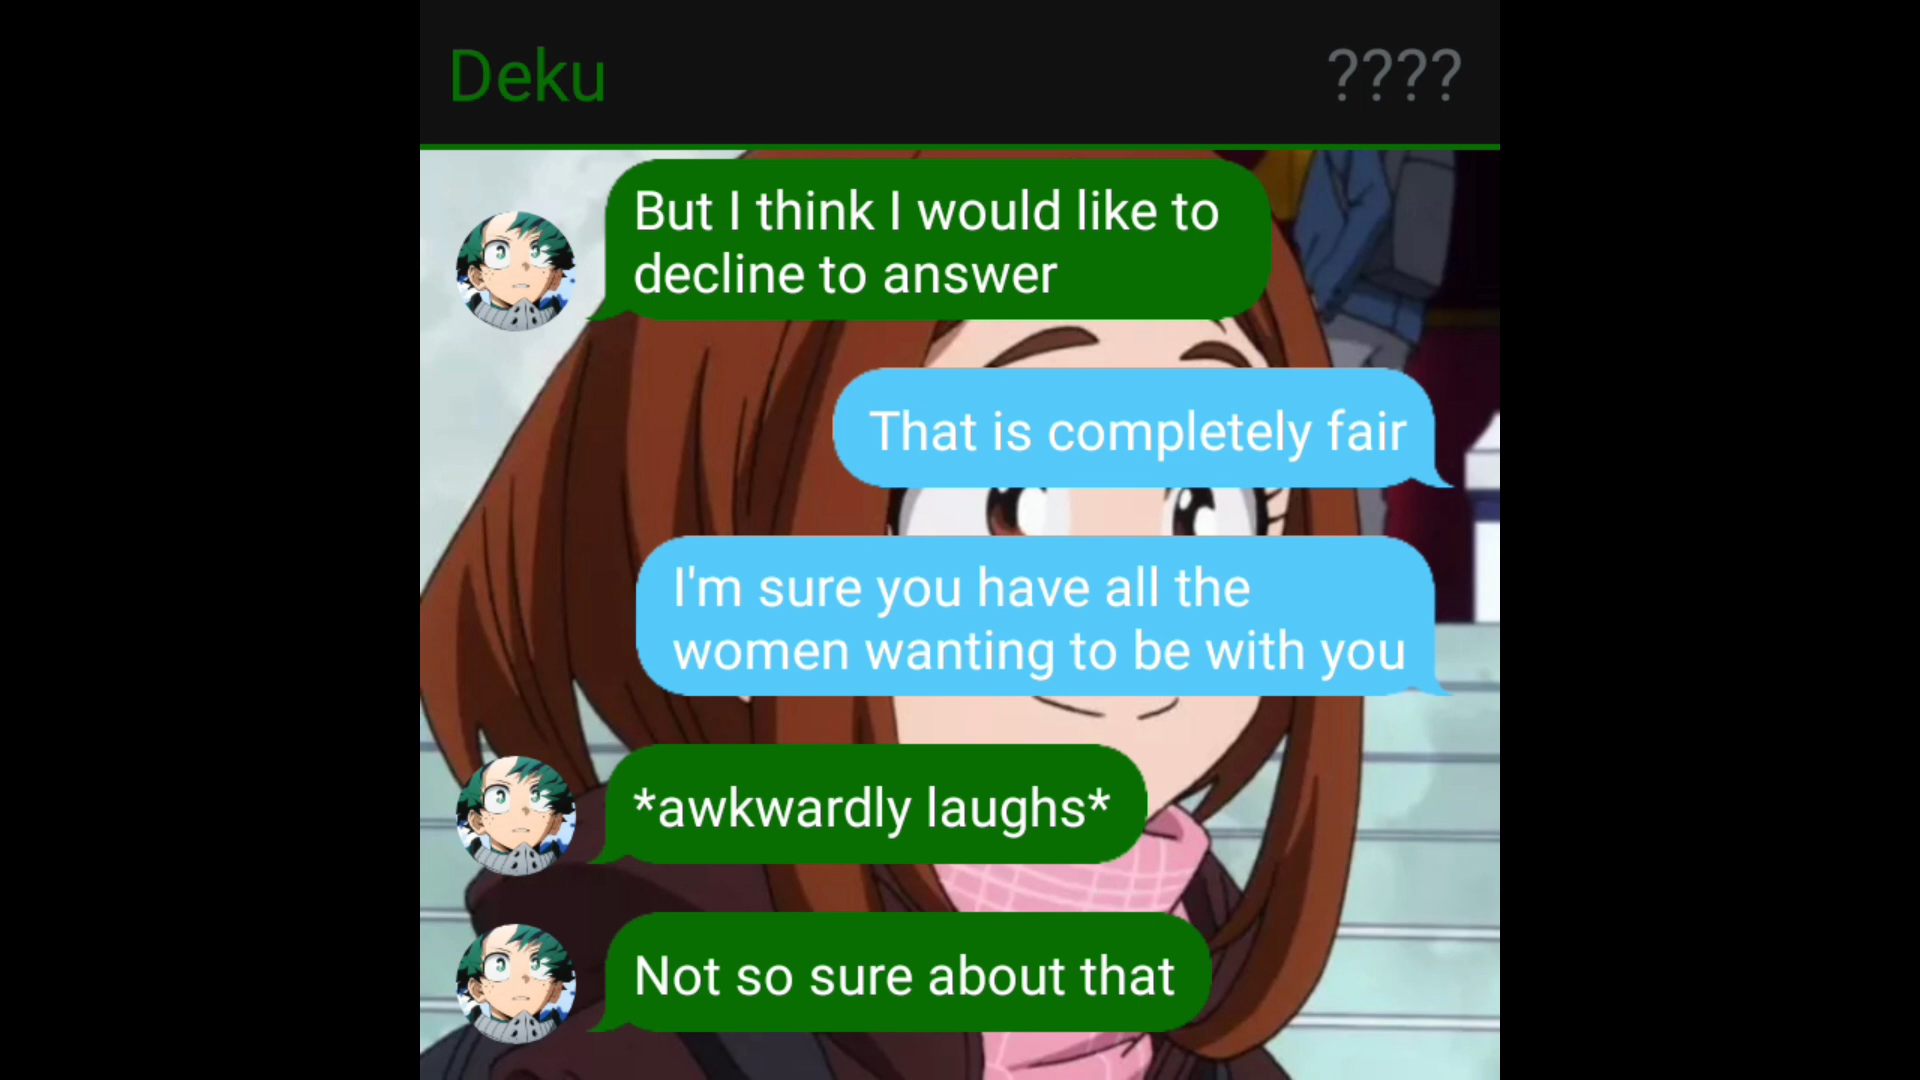 Deku
????
But I think I would like to
decline to answer
That is completely fair
I'm sure you have all the
women wanting to be with you
*awkwardly laughs*
Not so sure about that